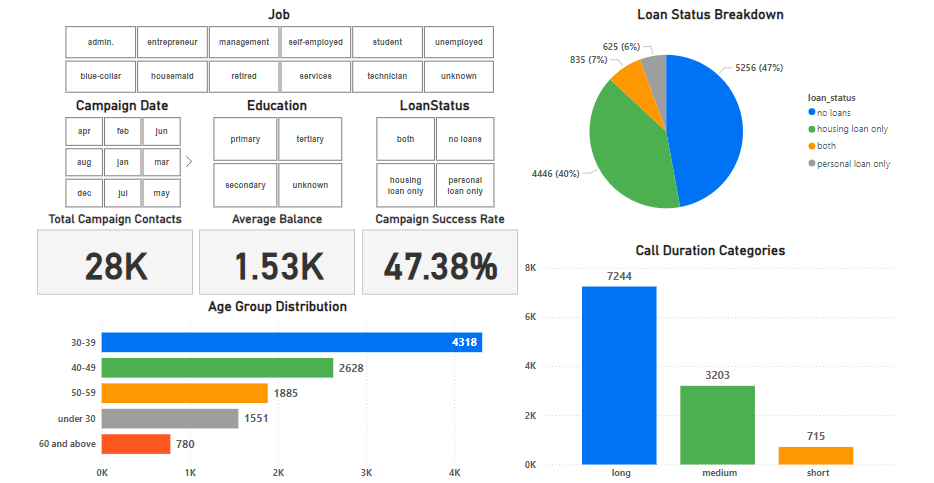 Job
admin. entrepreneur management self-employed student unemployed
blue-collar housemaid retired services technician unknown
Campaign Date
apr feb jun
aug jan mar
dec jul may
Education
primary tertiary
secondary unknown
LoanStatus
both no loans
housing loan only personal loan only
Total Campaign Contacts
28K
Average Balance
1.53K
Campaign Success Rate
47.38%
Age Group Distribution
30-39 4318
40-49 2628
50-59 1885
under 30 1551
60 and above 780
0K 1K 2K 3K 4K
Loan Status Breakdown
625 (6%)
835 (7%)
5256 (47%)
4446 (40%)
loan_status
no loans
housing loan only
both
personal loan only
Call Duration Categories
8K
6K
4K
2K
0K
7244
3203
715
long medium short